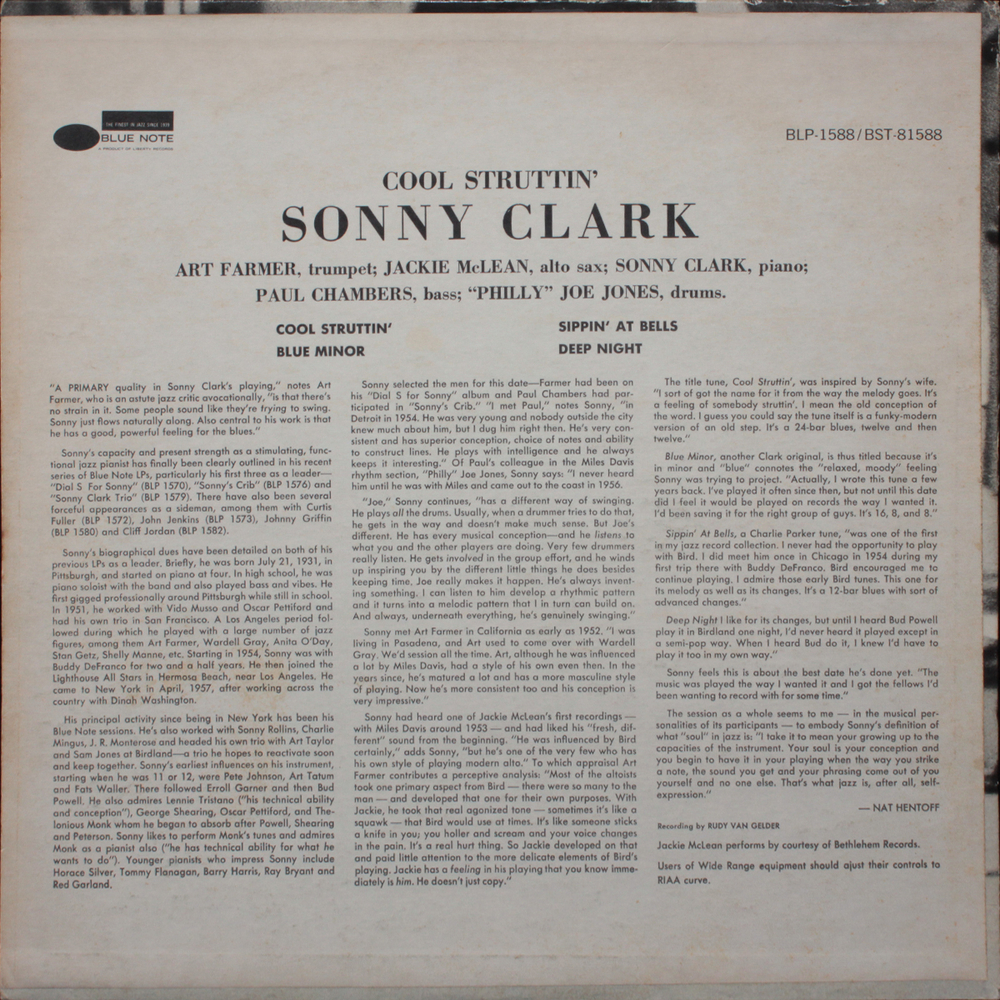 THE FINEST IN JAZZ SINCE 1939
BLUE NOTE
A PRODUCT OF LIBERTY RECORDS
BLP-1588/BST-81588
COOL STRUTTIN'
SONNY CLARK
ART FARMER, trumpet; JACKIE McLEAN, alto sax; SONNY CLARK, piano;
PAUL CHAMBERS, bass; “PHILLY” JOE JONES, drums.
COOL STRUTTIN'
BLUE MINOR
SIPPIN' AT BELLS
DEEP NIGHT
“A PRIMARY quality in Sonny Clark's playing,” notes Art
Farmer, who is an astute jazz critic avocationally, “is that there's
no strain in it. Some people sound like they're trying to swing.
Sonny just flows naturally along. Also central to his work is that
he has a good, powerful feeling for the blues.”
Sonny's capacity and present strength as a stimulating, func-
tional jazz pianist has finally been clearly outlined in his recent
series of Blue Note LPs, particularly his first three as a leader—
“Dial S For Sonny” (BLP 1570), “Sonny's Crib” (BLP 1576) and
“Sonny Clark Trio” (BLP 1579). There have also been several
forceful appearances as a sideman, among them with Curtis
Fuller (BLP 1572), John Jenkins (BLP 1573), Johnny Griffin
(BLP 1580) and Cliff Jordan (BLP 1582).
Sonny's biographical dues have been detailed on both of his
previous LPs as a leader. Briefly, he was born July 21, 1931, in
Pittsburgh, and started on piano at four. In high school, he was
piano soloist with the band and also played bass and vibes. He
first gigged professionally around Pittsburgh while still in school.
In 1951, he worked with Vido Musso and Oscar Pettiford and
had his own trio in San Francisco. A Los Angeles period fol-
lowed during which he played with a large number of jazz
figures, among them Art Farmer, Wardell Gray, Anita O'Day,
Stan Getz, Shelly Manne, etc. Starting in 1954, Sonny was with
Buddy DeFranco for two and a half years. He then joined the
Lighthouse All Stars in Hermosa Beach, near Los Angeles. He
came to New York in April, 1957, after working across the
country with Dinah Washington.
His principal activity since being in New York has been his
Blue Note sessions. He's also worked with Sonny Rollins, Charlie
Mingus, J. R. Monterose and headed his own trio with Art Taylor
and Sam Jones at Birdland—a trio he hopes to reactivate soon
and keep together. Sonny's earliest influences on his instrument,
starting when he was 11 or 12, were Pete Johnson, Art Tatum
and Fats Waller. There followed Erroll Garner and then Bud
Powell. He also admires Lennie Tristano (“his technical ability
and conception”), George Shearing, Oscar Pettiford, and The-
lonious Monk whom he began to absorb after Powell, Shearing
and Peterson. Sonny likes to perform Monk's tunes and admires
Monk as a pianist also (“he has technical ability for what he
wants to do”). Younger pianists who impress Sonny include
Horace Silver, Tommy Flanagan, Barry Harris, Ray Bryant and
Red Garland.
Sonny selected the men for this date—Farmer had been on
his “Dial S for Sonny” album and Paul Chambers had par-
ticipated in “Sonny's Crib.” “I met Paul,” notes Sonny, “in
Detroit in 1954. He was very young and nobody outside the city
knew much about him, but I dug him right then. He's very con-
sistent and has superior conception, choice of notes and ability
to construct lines. He plays with intelligence and he always
keeps it interesting.” Of Paul's colleague in the Miles Davis
rhythm section, “Philly” Joe Jones, Sonny says: “I never heard
him until he was with Miles and came out to the coast in 1956.
“Joe,” Sonny continues, “has a different way of swinging.
He plays all the drums. Usually, when a drummer tries to do that,
he gets in the way and doesn't make much sense. But Joe's
different. He has every musical conception—and he listens to
what you and the other players are doing. Very few drummers
really listen. He gets involved in the group effort, and he winds
up inspiring you by the different little things he does besides
keeping time. Joe really makes it happen. He's always invent-
ing something. I can listen to him develop a rhythmic pattern
and it turns into a melodic pattern that I in turn can build on.
And always, underneath everything, he's genuinely swinging.”
Sonny met Art Farmer in California as early as 1952. “I was
living in Pasadena, and Art used to come over with Wardell
Gray. We'd session all the time. Art, although he was influenced
a lot by Miles Davis, had a style of his own even then. In the
years since, he's matured a lot and has a more masculine style
of playing. Now he's more consistent too and his conception is
very impressive.”
Sonny had heard one of Jackie McLean's first recordings —
with Miles Davis around 1953 — and had liked his “fresh, dif-
ferent” sound from the beginning. “He was influenced by Bird
certainly,” adds Sonny, “but he's one of the very few who has
his own style of playing modern alto.” To which appraisal Art
Farmer contributes a perceptive analysis: “Most of the altoists
took one primary aspect from Bird — there were so many to the
man — and developed that one for their own purposes. With
Jackie, he took that real agonized tone — sometimes it's like a
squawk — that Bird would use at times. It's like someone sticks
a knife in you; you holler and scream and your voice changes
in the pain. It's a real hurt thing. So Jackie developed on that
and paid little attention to the more delicate elements of Bird's
playing. Jackie has a feeling in his playing that you know imme-
diately is him. He doesn't just copy.”
The title tune, Cool Struttin', was inspired by Sonny's wife.
“I sort of got the name for it from the way the melody goes. It's
a feeling of somebody struttin'. I mean the old conception of
the word. I guess you could say the tune itself is a funky-modern
version of an old step. It's a 24-bar blues, twelve and then
twelve.”
Blue Minor, another Clark original, is thus titled because it's
in minor and “blue” connotes the “relaxed, moody” feeling
Sonny was trying to project. “Actually, I wrote this tune a few
years back. I've played it often since then, but not until this date
did I feel it would be played on records the way I wanted it.
I'd been saving it for the right group of guys. It's 16, 8, and 8.”
Sippin' At Bells, a Charlie Parker tune, “was one of the first
in my jazz record collection. I never had the opportunity to play
with Bird. I did meet him once in Chicago in 1954 during my
first trip there with Buddy DeFranco. Bird encouraged me to
continue playing. I admire those early Bird tunes. This one for
its melody as well as its changes. It's a 12-bar blues with sort of
advanced changes.”
Deep Night I like for its changes, but until I heard Bud Powell
play it in Birdland one night, I'd never heard it played except in
a semi-pop way. When I heard Bud do it, I knew I'd have to
play it too in my own way.”
Sonny feels this is about the best date he's done yet. “The
music was played the way I wanted it and I got the fellows I'd
been wanting to record with for some time.”
The session as a whole seems to me — in the musical per-
sonalities of its participants — to embody Sonny's definition of
what “soul” in jazz is: “I take it to mean your growing up to the
capacities of the instrument. Your soul is your conception and
you begin to have it in your playing when the way you strike
a note, the sound you get and your phrasing come out of you
yourself and no one else. That's what jazz is, after all, self-
expression.”
— NAT HENTOFF
Recording by RUDY VAN GELDER
Jackie McLean performs by courtesy of Bethlehem Records.
Users of Wide Range equipment should ajust their controls to
RIAA curve.